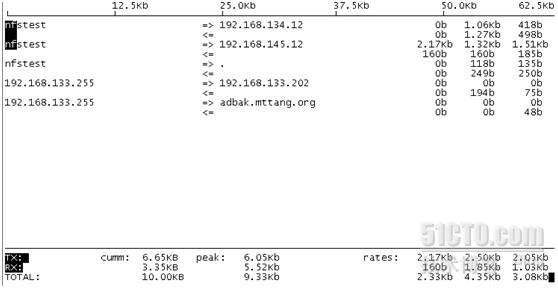 12.5Kb 25.0Kb 37.5Kb 50.0Kb 62.5Kb
nfstest => 192.168.134.12 0b 1.06Kb 418b
<= 0b 1.27Kb 498b
nfstest => 192.168.145.12 2.17Kb 1.32Kb 1.51Kb
<= 160b 160b 185b
nfstest => . 0b 118b 135b
<= 0b 249b 250b
192.168.133.255 => 192.168.133.202 0b 0b 0b
<= 0b 194b 75b
192.168.133.255 => adbak.mttang.org 0b 0b 0b
<= 0b 0b 48b
51CTO.com
TX: cumm: 6.65KB peak: 6.05Kb rates: 2.17Kb 2.50Kb 2.05Kb
RX: 3.35KB 5.52Kb 160b 1.85Kb 1.03Kb
TOTAL: 10.00KB 9.33Kb 2.33Kb 4.35Kb 3.08Kb